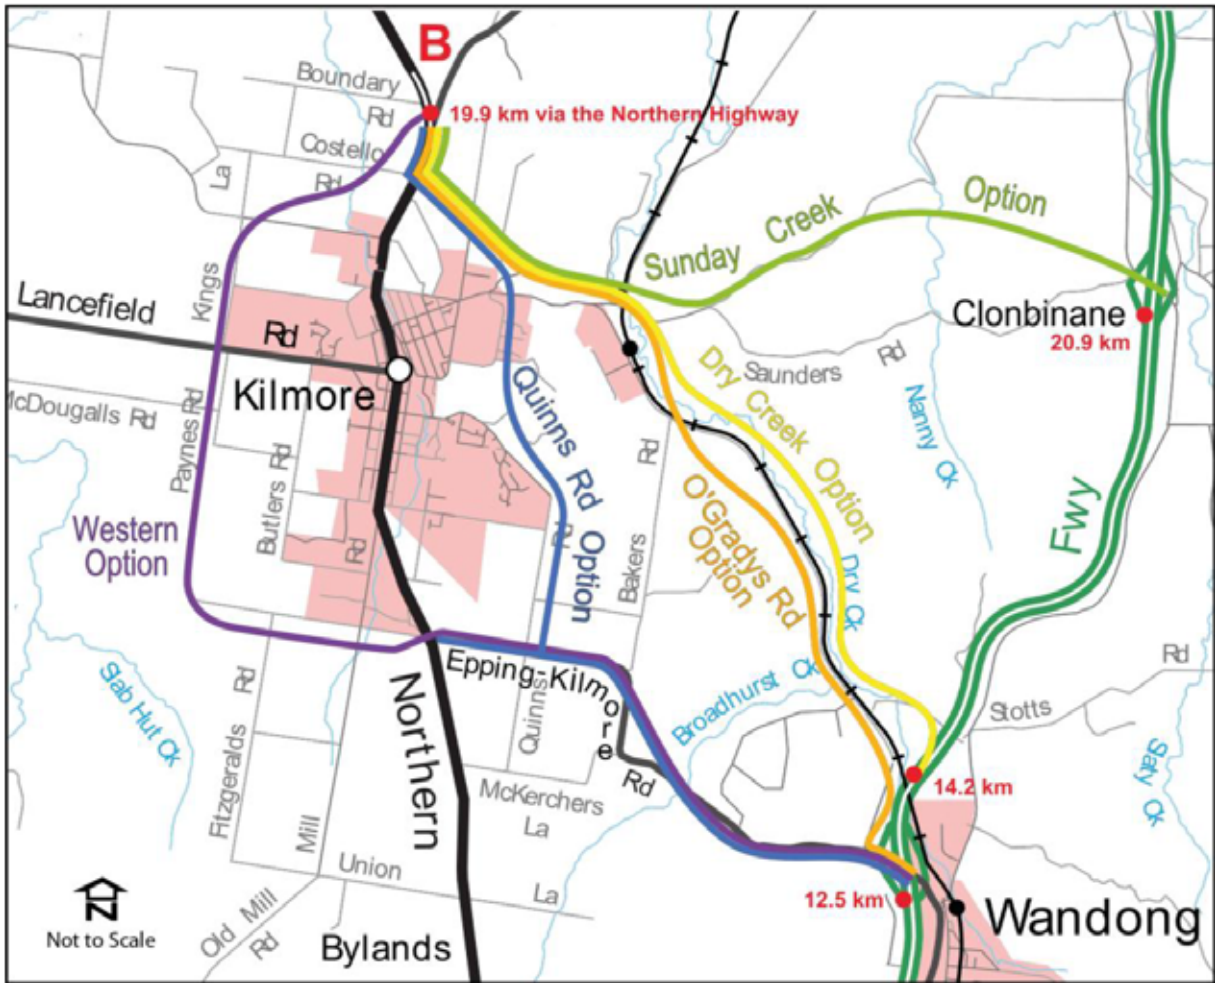 B
Boundary
Rd
19.9 km via the Northern Highway
Costello
Rd
La
Sunday Creek Option
Kings
Lancefield
Rd
Clonbinane
20.9 km
Kilmore
McDougalls Rd
Paynes Rd
Quinns Rd Option
Rd
Dry Creek Option
Saunders
Rd
Nanny Ck
Rd
Bakers
O'Gradys Rd
Option
Fwy
Western
Option
Butlers Rd
Rd
Dry Ck
Epping-Kilmore
Rd
Broadhurst Ck
Rd
Stotts
Slab Hut Ck
Rd
Fitzgeralds
Northern
Quinns
McKerchers
La
14.2 km
Slaty Ck
Mill
Union
La
12.5 km
Wandong
N
Not to Scale
Old Mill
Rd
Bylands